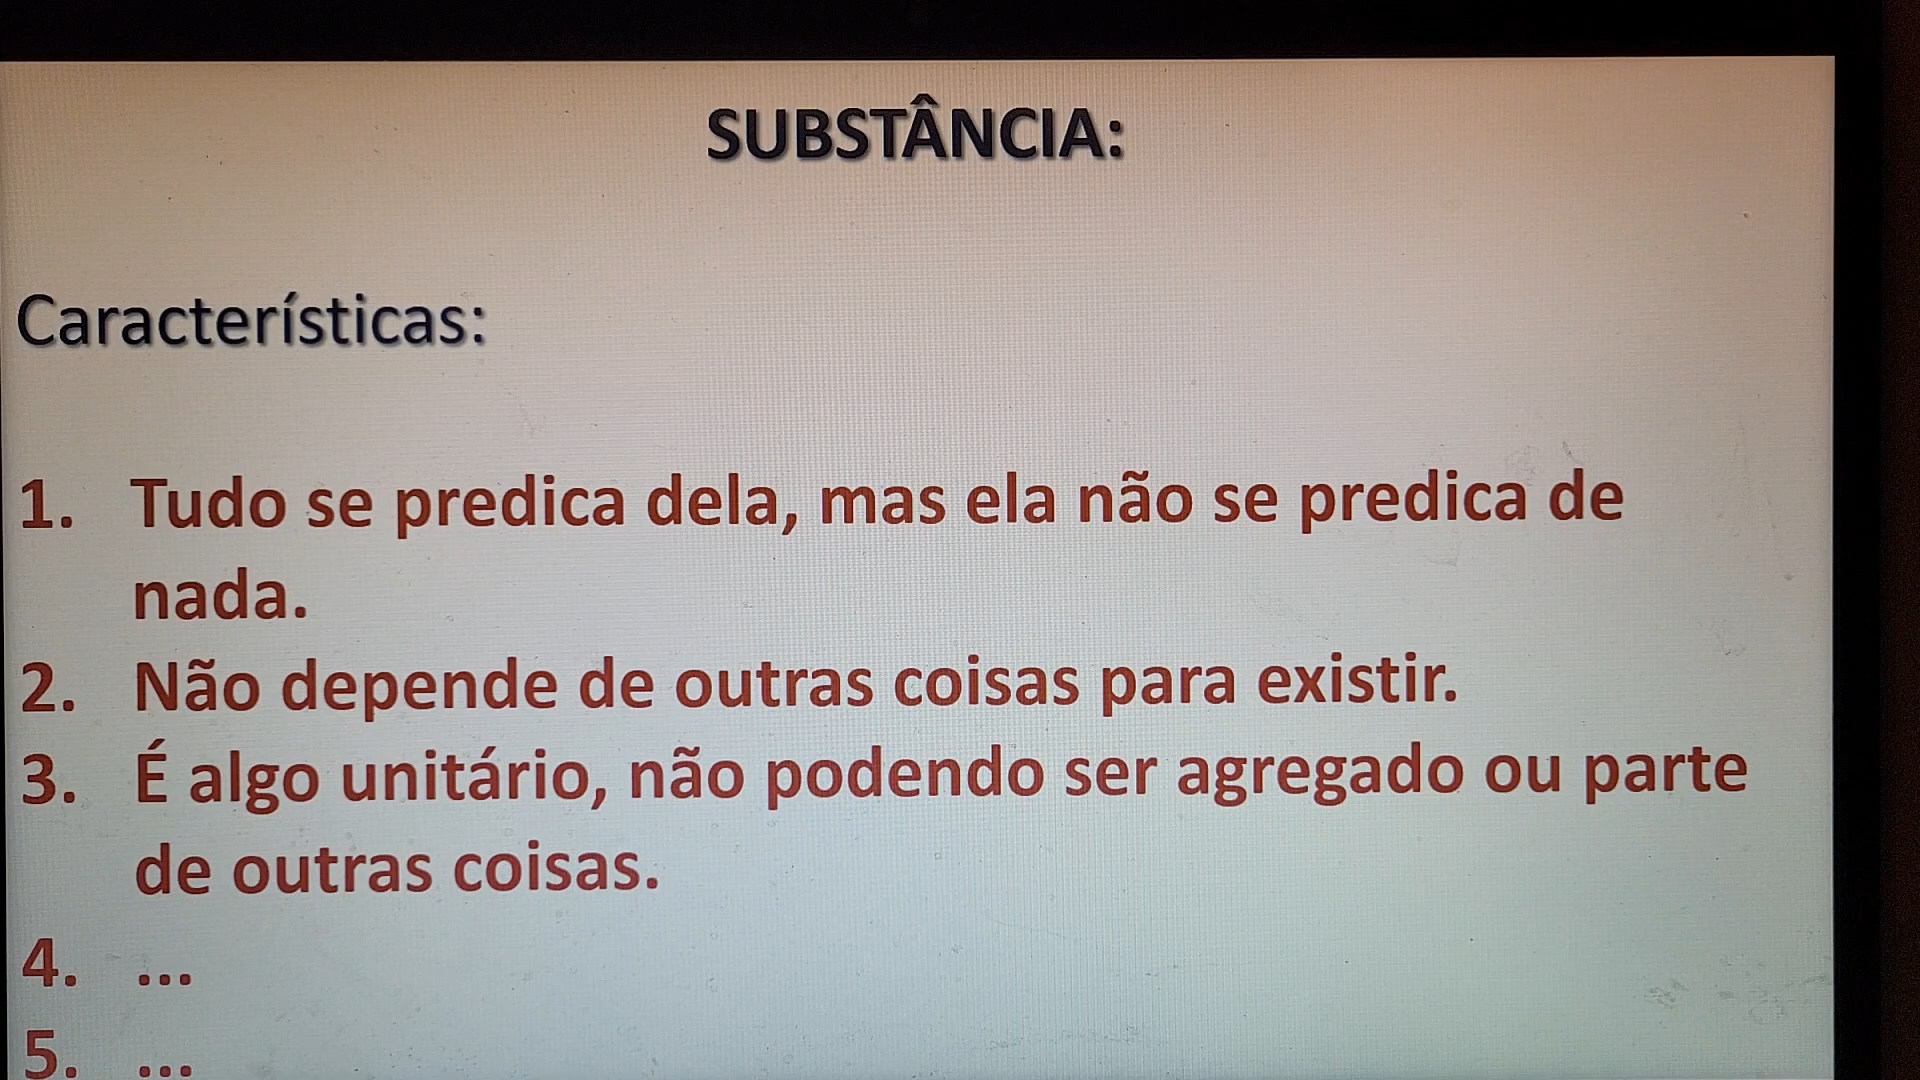 SUBSTÂNCIA:
Características:
1. Tudo se predica dela, mas ela não se predica de
nada.
2. Não depende de outras coisas para existir.
3. É algo unitário, não podendo ser agregado ou parte
de outras coisas.
4. ...
5. ...